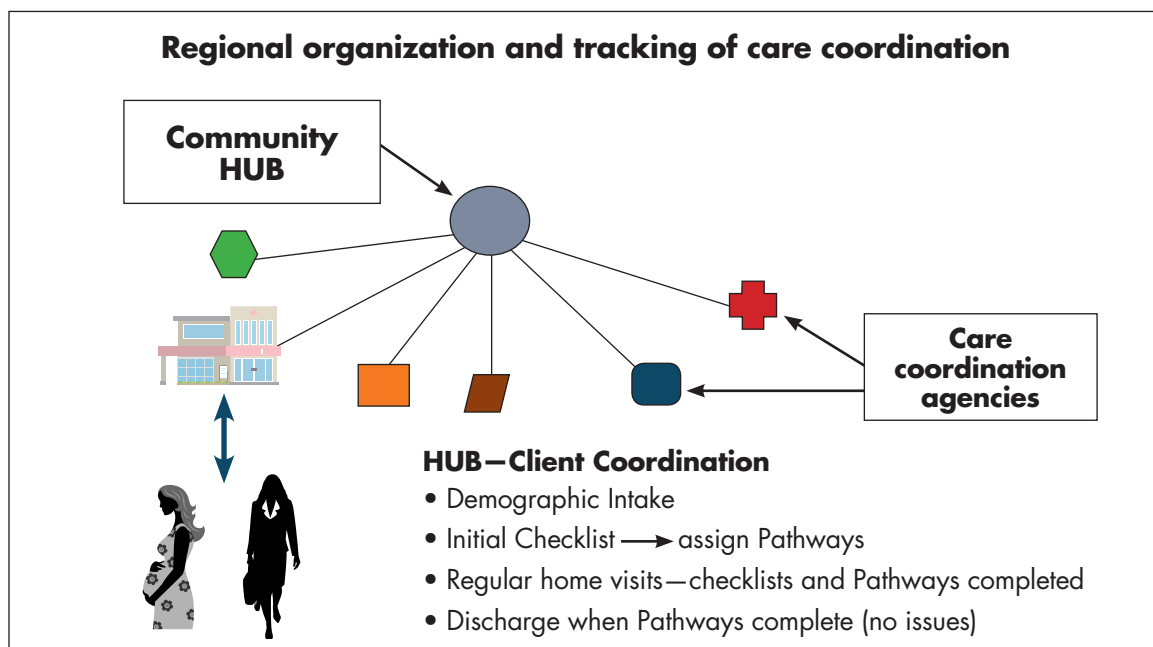 Regional organization and tracking of care coordination
Community
HUB
Care
coordination
agencies
HUB—Client Coordination
• Demographic Intake
• Initial Checklist ⟶ assign Pathways
• Regular home visits—checklists and Pathways completed
• Discharge when Pathways complete (no issues)